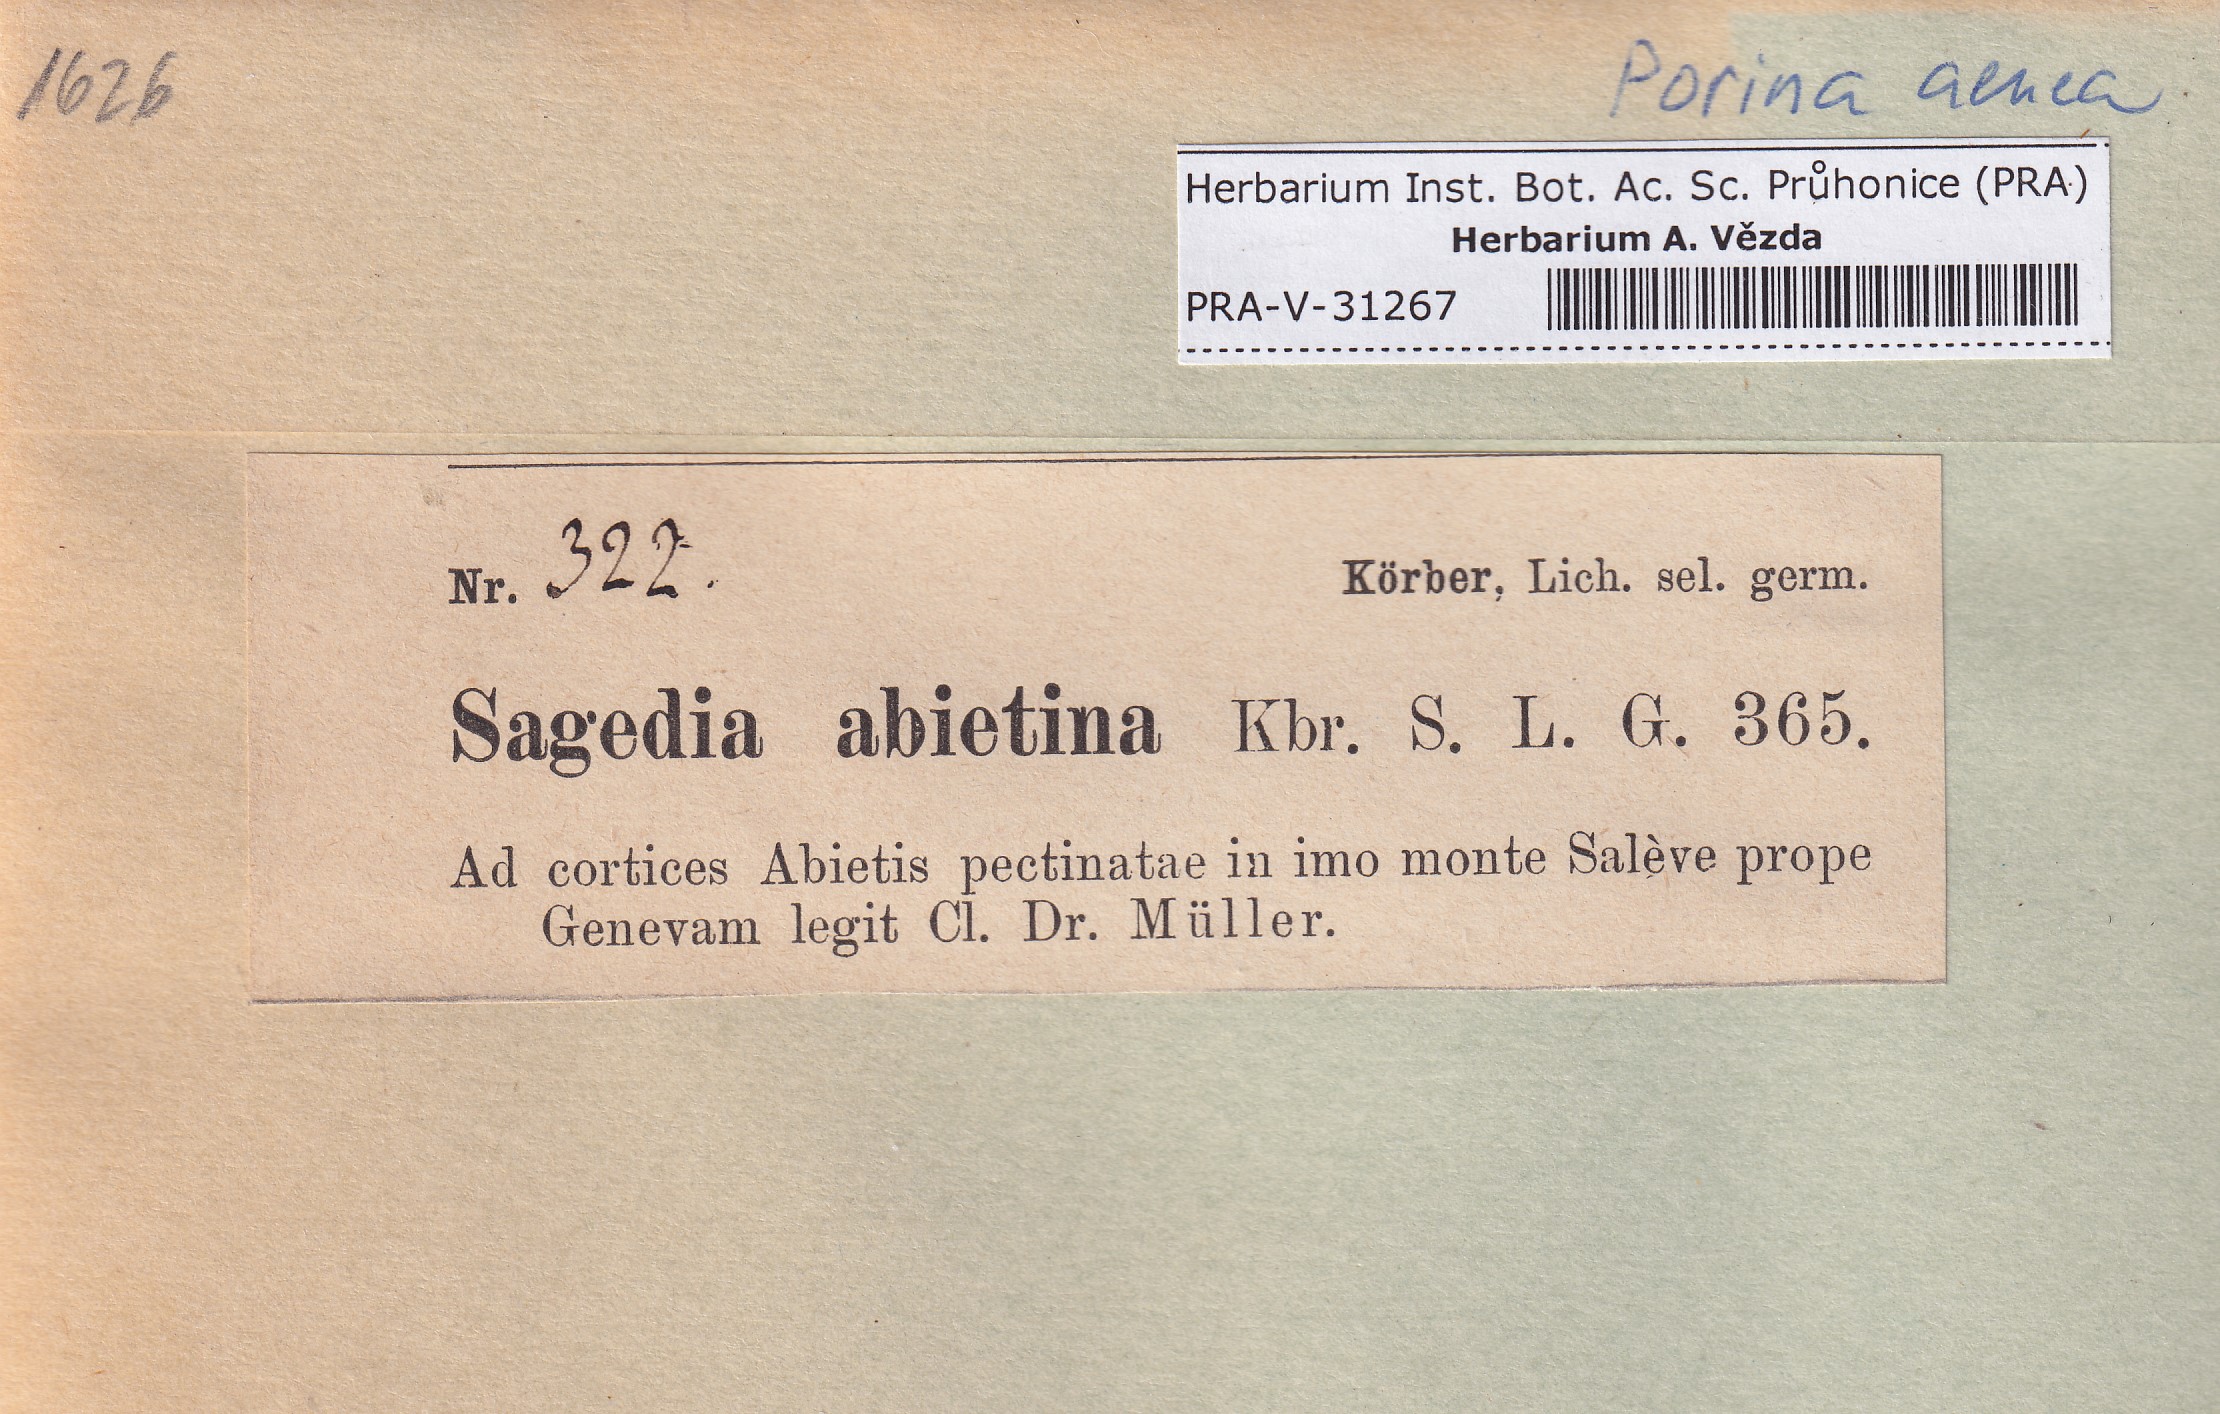 1626
Porina aenea
Herbarium Inst. Bot. Ac. Sc. Průhonice (PRA)
Herbarium A. Vězda
PRA-V-31267
Nr. 322.
Körber, Lich. sel. germ.
Sagedia abietina Kbr. S. L. G. 365.
Ad cortices Abietis pectinatae in imo monte Salève prope
Genevam legit Cl. Dr. Müller.